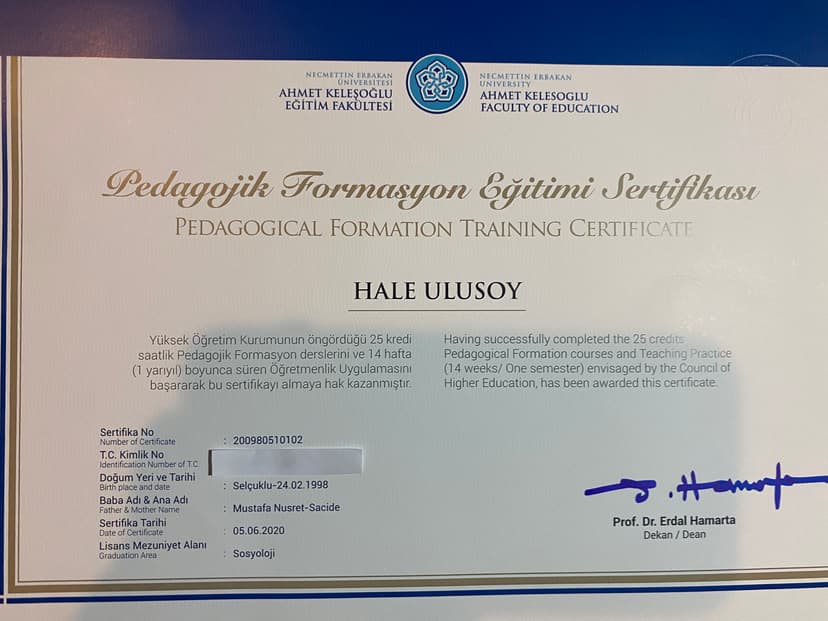 NECMETTIN ERBAKAN
ÜNİVERSİTESİ
AHMET KELEŞOĞLU
EĞİTİM FAKÜLTESİ
NECMETTIN ERBAKAN
UNIVERSITY
AHMET KELESOGLU
FACULTY OF EDUCATION
Pedagojik Formasyon Eğitimi Sertifikası
PEDAGOGICAL FORMATION TRAINING CERTIFICATE
HALE ULUSOY
Yüksek Öğretim Kurumunun öngördüğü 25 kredi
saatlik Pedagojik Formasyon derslerini ve 14 hafta
(1 yarıyıl) boyunca süren Öğretmenlik Uygulamasını
başararak bu sertifikayı almaya hak kazanmıştır.
Having successfully completed the 25 credits
Pedagogical Formation courses and Teaching Practice
(14 weeks/ One semester) envisaged by the Council of
Higher Education, has been awarded this certificate.
Sertifika No : 200980510102
Number of Certificate
T.C. Kimlik No
Identification Number of T.C.
Doğum Yeri ve Tarihi : Selçuklu-24.02.1998
Birth place and date
Baba Adı & Ana Adı : Mustafa Nusret-Sacide
Father & Mother Name
Sertifika Tarihi : 05.06.2020
Date of Certificate
Lisans Mezuniyet Alanı : Sosyoloji
Graduation Area
Prof. Dr. Erdal Hamarta
Dekan / Dean